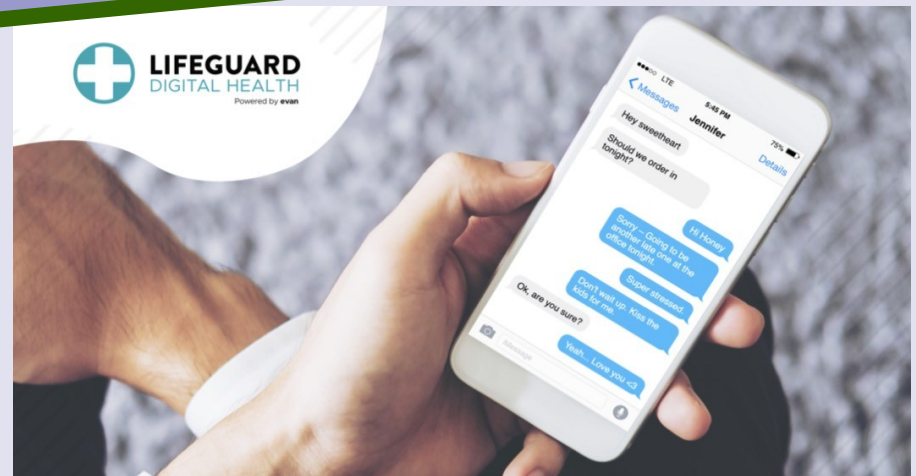 LIFEGUARD
DIGITAL HEALTH
Powered by evan
LTE
5:45 PM
75%
Messages
Jennifer
Details
Hey sweetheart
Should we order in
tonight?
Hi Honey
Sorry – Going to be
another late one at the
office tonight.
Super stressed.
Don't wait up. Kiss the
kids for me.
Ok, are you sure?
Yeah... Love you <3
iMessage